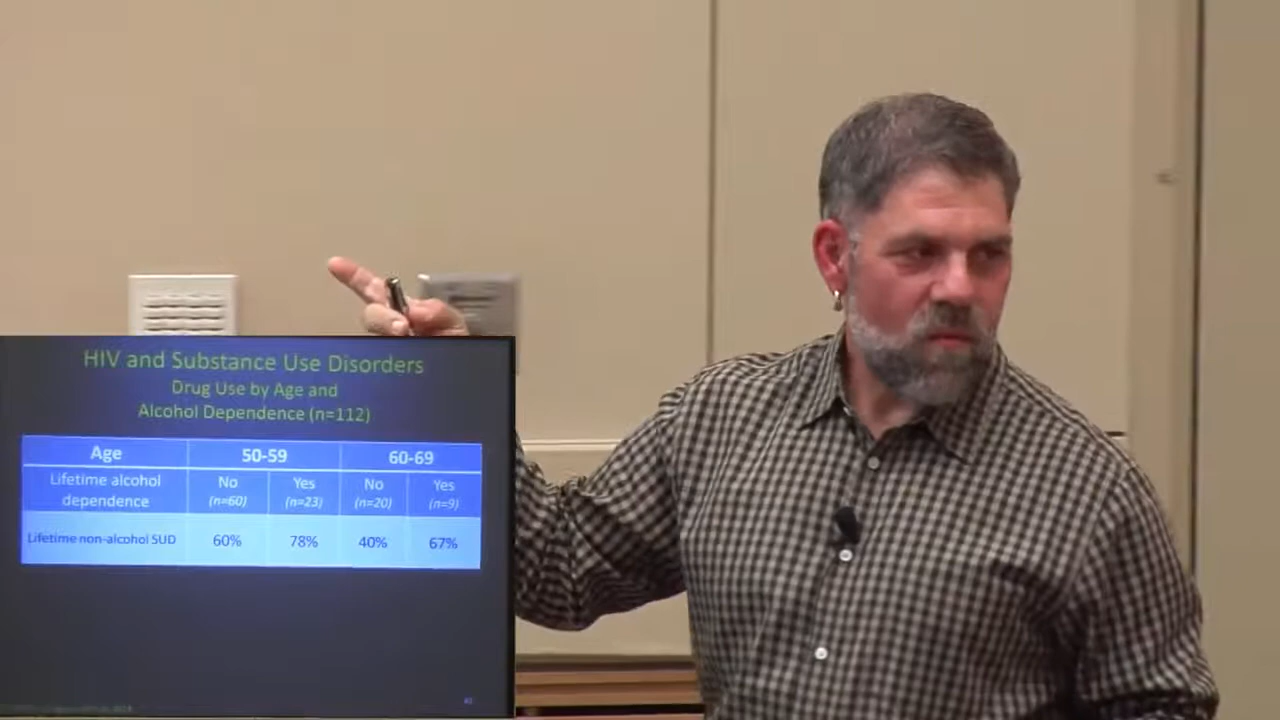 HIV and Substance Use Disorders
Drug Use by Age and
Alcohol Dependence (n=112)
Age 50-59 60-69
Lifetime alcohol dependence No (n=60) Yes (n=23) No (n=20) Yes (n=9)
Lifetime non-alcohol SUD 60% 78% 40% 67%